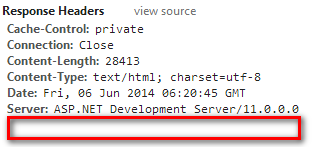 Response Headers view source
Cache-Control: private
Connection: Close
Content-Length: 28413
Content-Type: text/html; charset=utf-8
Date: Fri, 06 Jun 2014 06:20:45 GMT
Server: ASP.NET Development Server/11.0.0.0